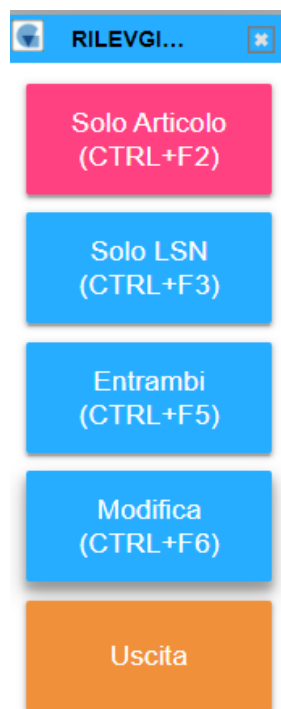 RILEVGI...
Solo Articolo
(CTRL+F2)
Solo LSN
(CTRL+F3)
Entrambi
(CTRL+F5)
Modifica
(CTRL+F6)
Uscita